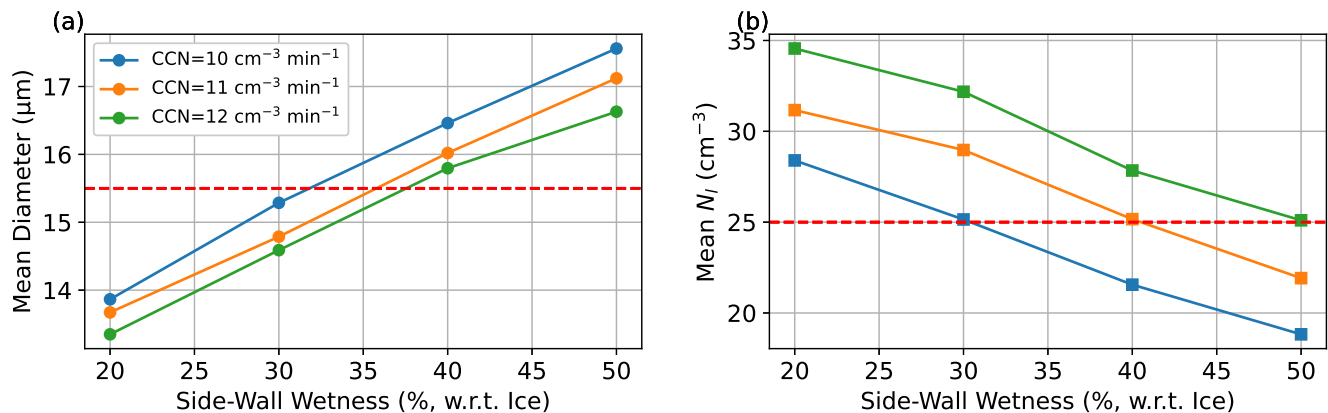 (a)
CCN=10 cm⁻³ min⁻¹
CCN=11 cm⁻³ min⁻¹
CCN=12 cm⁻³ min⁻¹
Mean Diameter (µm)
17
16
15
14
20 25 30 35 40 45 50
Side-Wall Wetness (%, w.r.t. Ice)
(b)
Mean N_l (cm⁻³)
35
30
25
20
20 25 30 35 40 45 50
Side-Wall Wetness (%, w.r.t. Ice)